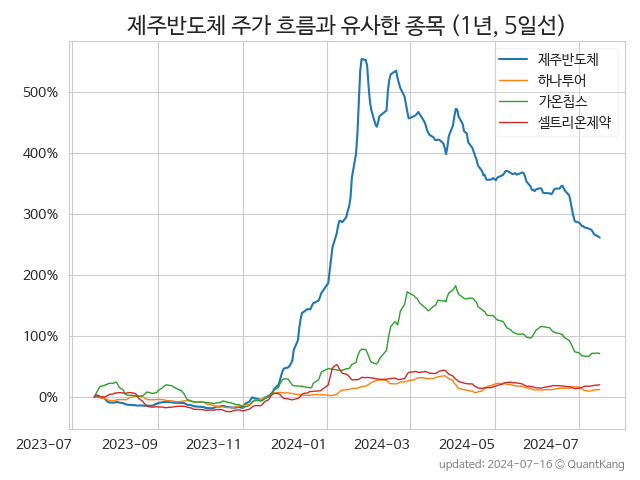 제주반도체 주가 흐름과 유사한 종목 (1년, 5일선)
제주반도체
하나투어
가온칩스
셀트리온제약
500%
400%
300%
200%
100%
0%
2023-07 2023-09 2023-11 2024-01 2024-03 2024-05 2024-07
updated: 2024-07-16 © QuantKang